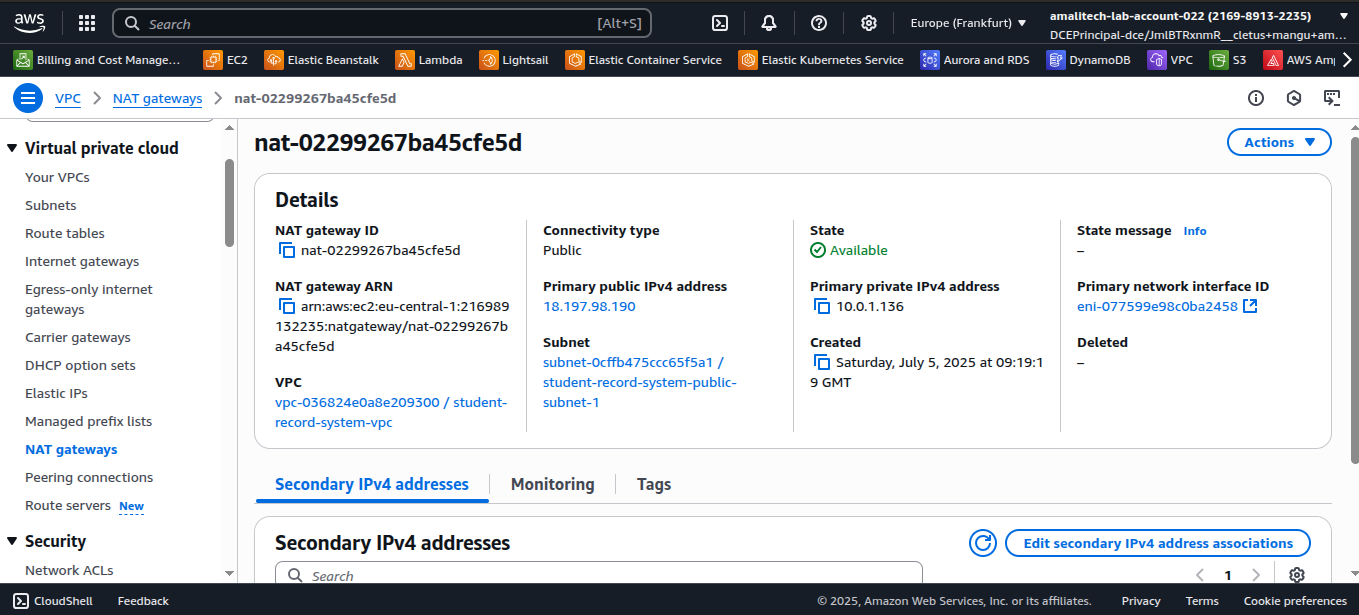 aws
Search
[Alt+S]
Europe (Frankfurt)
amalitech-lab-account-022 (2169-8913-2235)
DCEPrincipal-dce/JmlBTRxnmR__cletus+mangu+am...
Billing and Cost Manage...
EC2
Elastic Beanstalk
Lambda
Lightsail
Elastic Container Service
Elastic Kubernetes Service
Aurora and RDS
DynamoDB
VPC
S3
AWS Am
VPC
NAT gateways
nat-02299267ba45cfe5d
Virtual private cloud
Your VPCs
Subnets
Route tables
Internet gateways
Egress-only internet
gateways
Carrier gateways
DHCP option sets
Elastic IPs
Managed prefix lists
NAT gateways
Peering connections
Route servers New
Security
Network ACLs
nat-02299267ba45cfe5d
Actions
Details
NAT gateway ID
nat-02299267ba45cfe5d
NAT gateway ARN
arn:aws:ec2:eu-central-1:216989
132235:natgateway/nat-02299267b
a45cfe5d
VPC
vpc-036824e0a8e209300 / student-
record-system-vpc
Connectivity type
Public
Primary public IPv4 address
18.197.98.190
Subnet
subnet-0cffb475ccc65f5a1 /
student-record-system-public-
subnet-1
State
Available
Primary private IPv4 address
10.0.1.136
Created
Saturday, July 5, 2025 at 09:19:1
9 GMT
State message Info
–
Primary network interface ID
eni-077599e98c0ba2458
Deleted
–
Secondary IPv4 addresses
Monitoring
Tags
Secondary IPv4 addresses
Edit secondary IPv4 address associations
Search
1
CloudShell
Feedback
© 2025, Amazon Web Services, Inc. or its affiliates.
Privacy
Terms
Cookie preferences